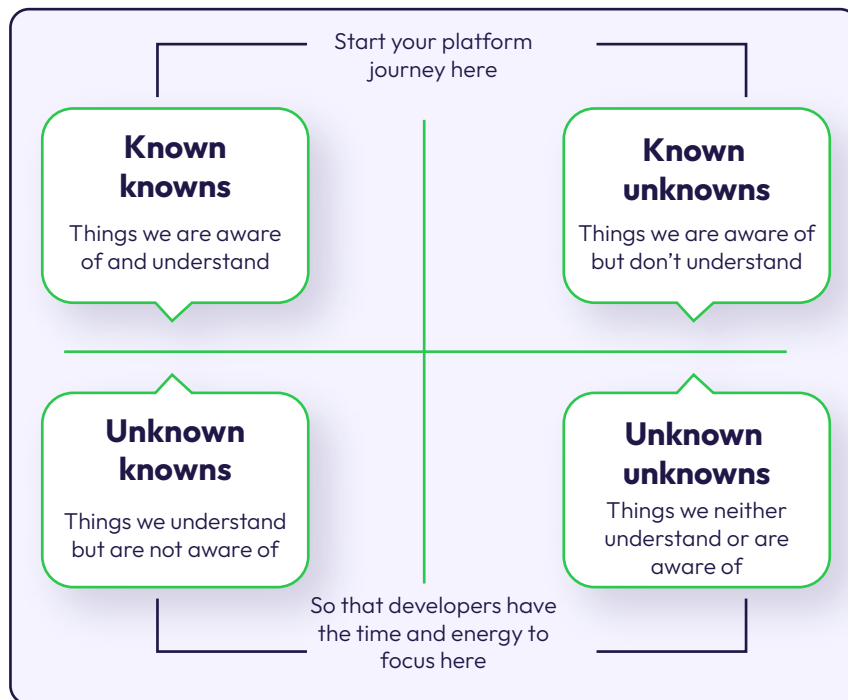 Start your platform
journey here
Known
knowns
Things we are aware
of and understand
Known
unknowns
Things we are aware of
but don’t understand
Unknown
knowns
Things we understand
but are not aware of
Unknown
unknowns
Things we neither
understand or are
aware of
So that developers have
the time and energy to
focus here